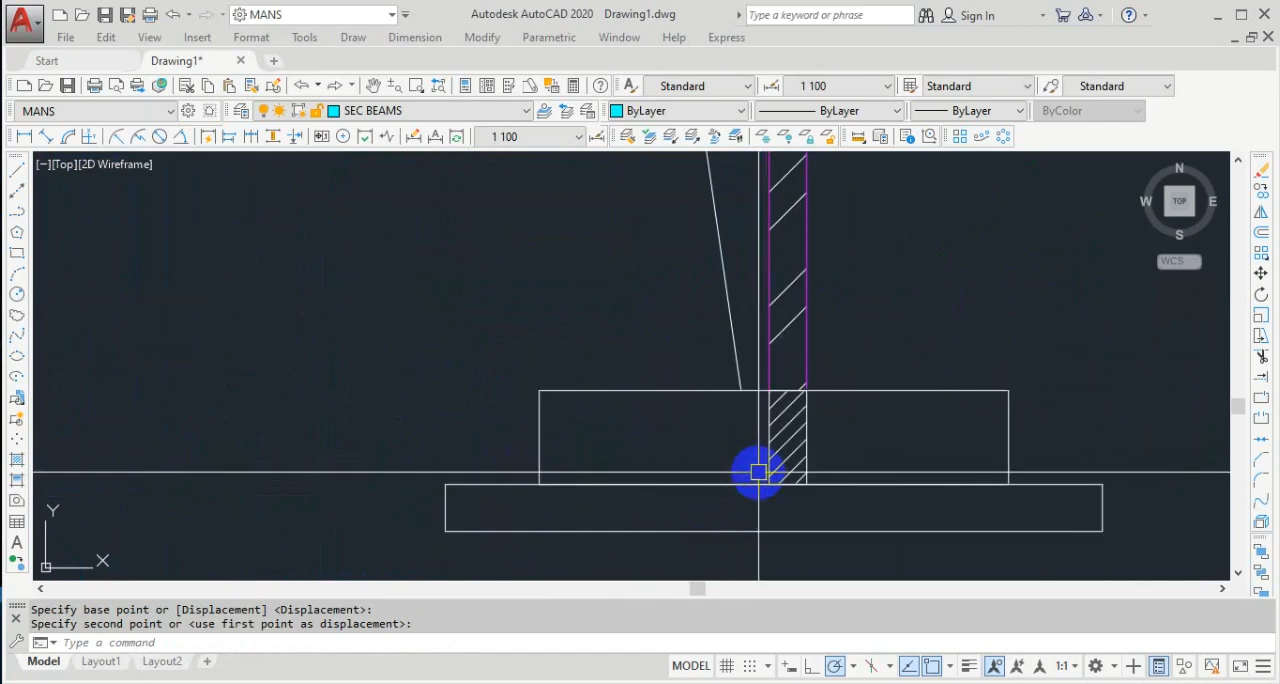 MANS
Autodesk AutoCAD 2020 Drawing1.dwg
Type a keyword or phrase
Sign In
File Edit View Insert Format Tools Draw Dimension Modify Parametric Window Help Express
Start Drawing1*
Standard 1 100 Standard Standard
MANS SEC BEAMS ByLayer ByLayer ByLayer ByColor
1 100
[−][Top][2D Wireframe]
N
W TOP E
S
WCS
Y
X
Specify base point or [Displacement] <Displacement>:
Specify second point or <use first point as displacement>:
Type a command
Model Layout1 Layout2 + MODEL 1:1